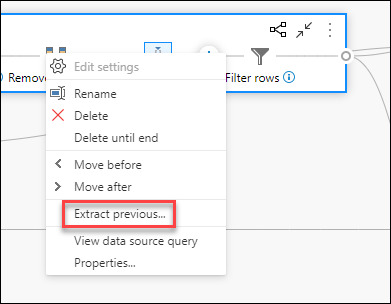 Remove
Filter rows
Edit settings
Rename
Delete
Delete until end
Move before
Move after
Extract previous...
View data source query
Properties...